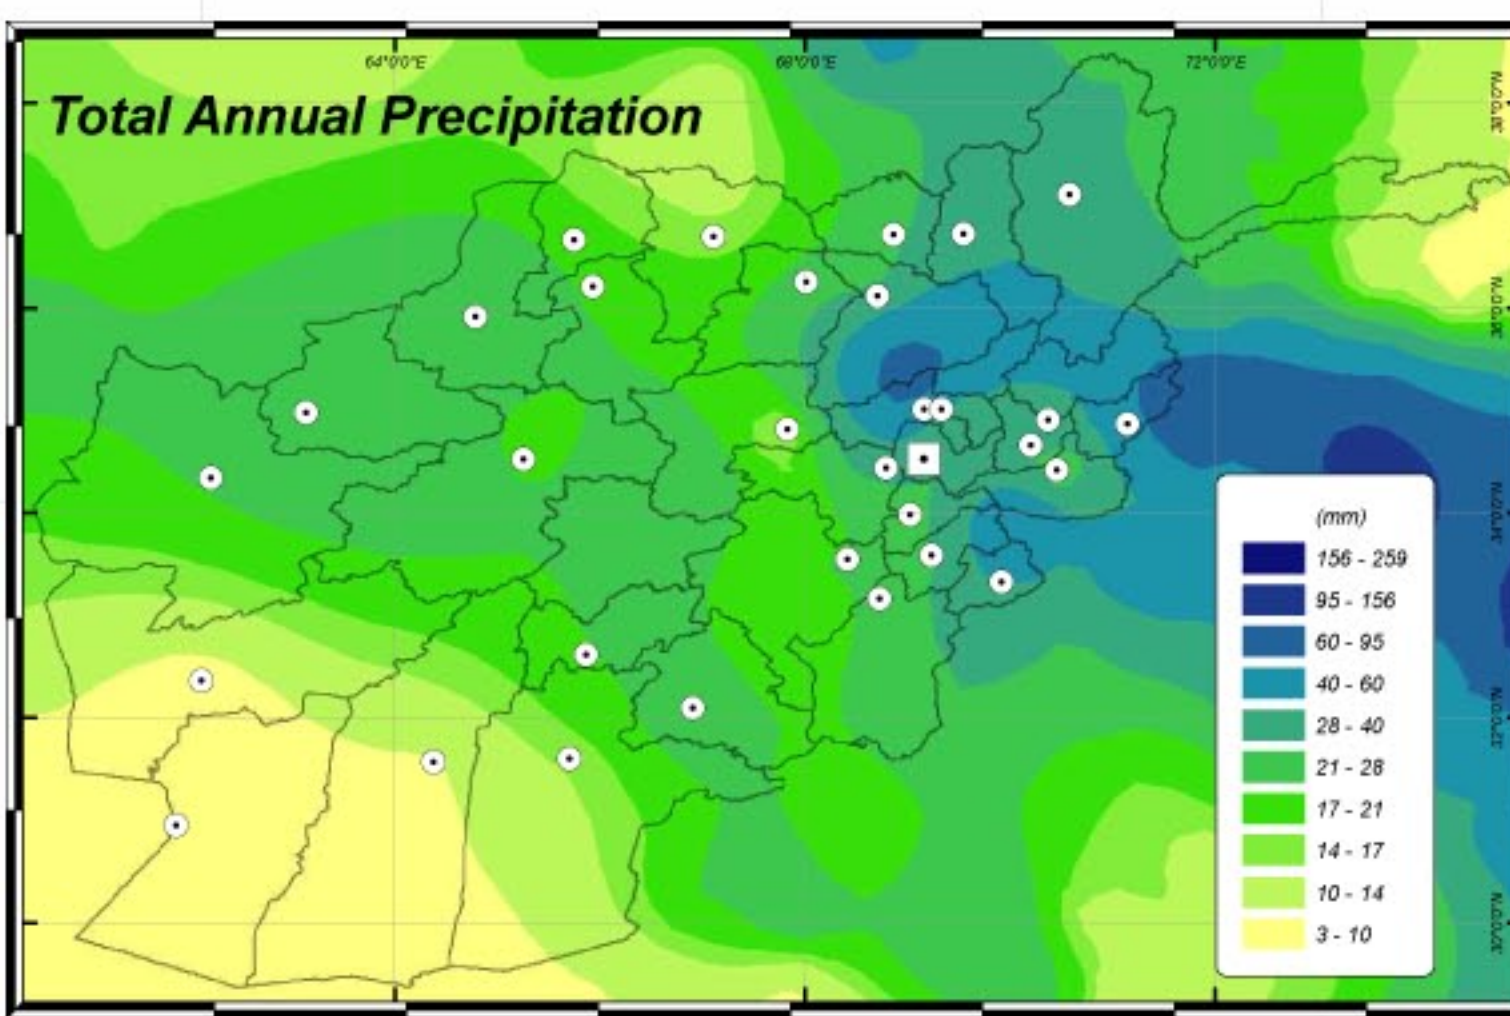 64°0'0"E
68°0'0"E
72°0'0"E
Total Annual Precipitation
(mm)
156 - 259
95 - 156
60 - 95
40 - 60
28 - 40
21 - 28
17 - 21
14 - 17
10 - 14
3 - 10